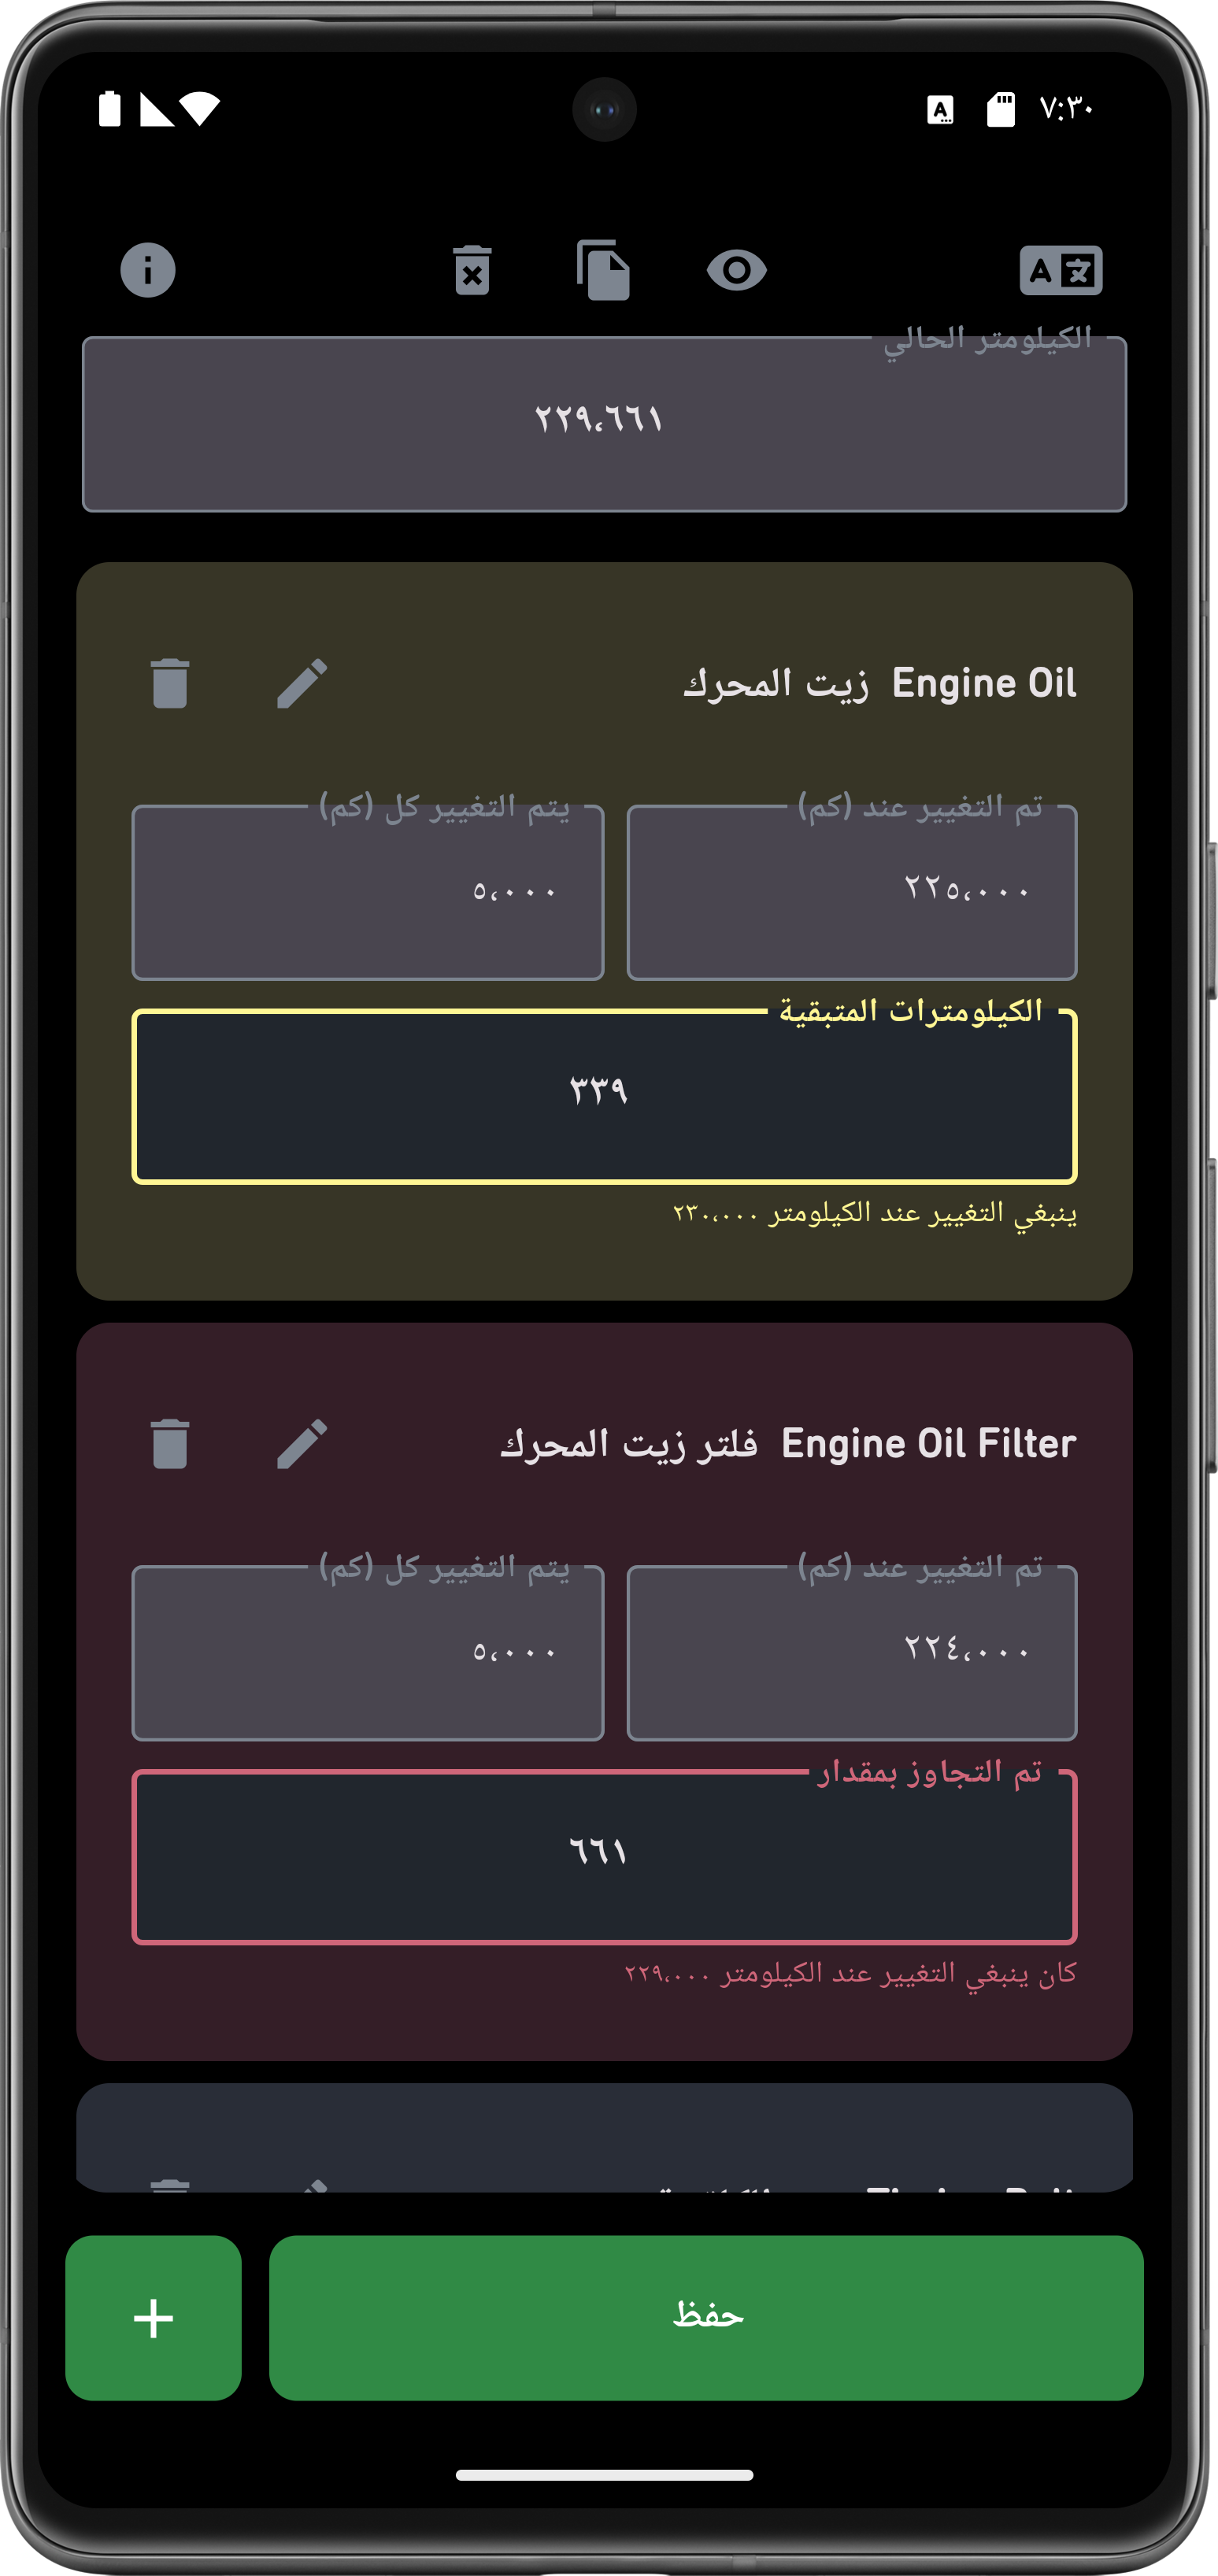 ٧:٣٠
الكيلومتر الحالي
٢٢٩،٦٦١
Engine Oil زيت المحرك
تم التغيير عند (كم)
يتم التغيير كل (كم)
٢٢٥،٠٠٠
٥،٠٠٠
الكيلومترات المتبقية
٣٣٩
ينبغي التغيير عند الكيلومتر ٢٣٠،٠٠٠
Engine Oil Filter فلتر زيت المحرك
تم التغيير عند (كم)
يتم التغيير كل (كم)
٢٢٤،٠٠٠
٥،٠٠٠
تم التجاوز بمقدار
٦٦١
كان ينبغي التغيير عند الكيلومتر ٢٢٩،٠٠٠
+
حفظ